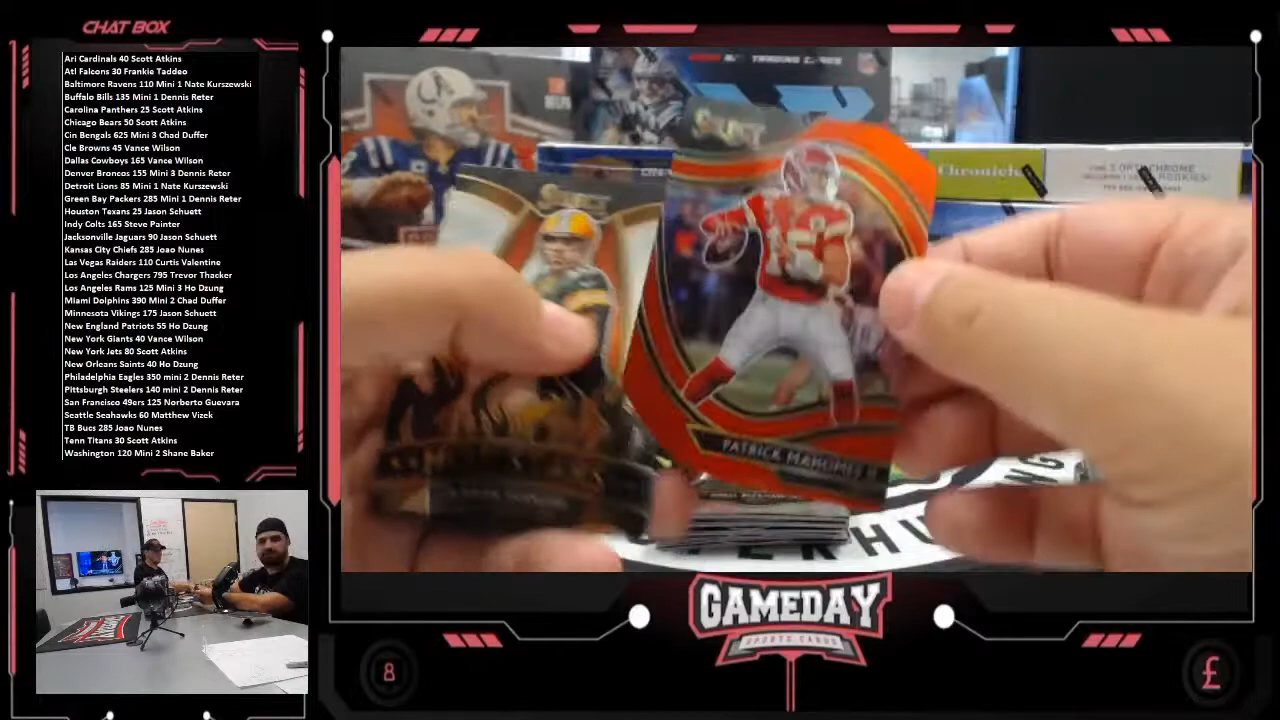 CHAT BOX
Ari Cardinals 40 Scott Atkins
Atl Falcons 30 Frankie Taddeo
Baltimore Ravens 110 Mini 1 Nate Kurszewski
Buffalo Bills 135 Mini 1 Dennis Reter
Carolina Panthers 25 Scott Atkins
Chicago Bears 50 Scott Atkins
Cin Bengals 625 Mini 3 Chad Duffer
Cle Browns 45 Vance Wilson
Dallas Cowboys 165 Vance Wilson
Denver Broncos 155 Mini 3 Dennis Reter
Detroit Lions 85 Mini 1 Nate Kurszewski
Green Bay Packers 285 Mini 1 Dennis Reter
Houston Texans 25 Jason Schuett
Indy Colts 165 Steve Painter
Jacksonville Jaguars 90 Jason Schuett
Kansas City Chiefs 285 Joao Nunes
Las Vegas Raiders 110 Curtis Valentine
Los Angeles Chargers 795 Trevor Thacker
Los Angeles Rams 125 Mini 3 Ho Dzung
Miami Dolphins 390 Mini 2 Chad Duffer
Minnesota Vikings 175 Jason Schuett
New England Patriots 55 Ho Dzung
New York Giants 40 Vance Wilson
New York Jets 80 Scott Atkins
New Orleans Saints 40 Ho Dzung
Philadelphia Eagles 350 mini 2 Dennis Reter
Pittsburgh Steelers 140 mini 2 Dennis Reter
San Francisco 49ers 125 Norberto Guevara
Seattle Seahawks 60 Matthew Vizek
TB Bucs 285 Joao Nunes
Tenn Titans 30 Scott Atkins
Washington 120 Mini 2 Shane Baker
TRADING CARDS
Chronicles
Select
Select
15
PATRICK MAHOMES II
GAMEDAY
SPORTS CARDS
8
£